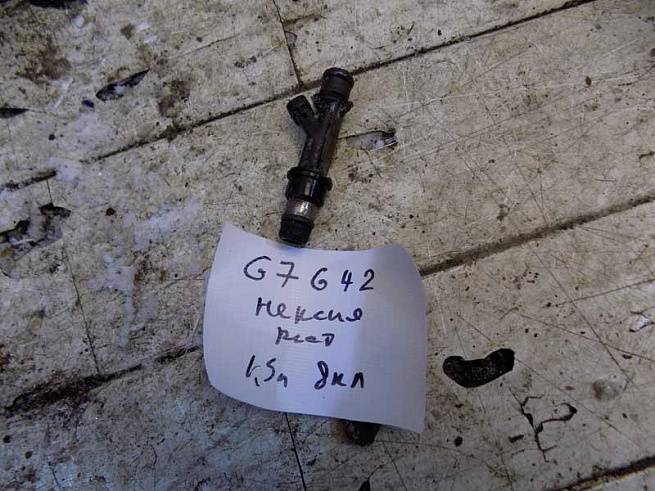 G7G42
нексия
рест
1,5л 8кл